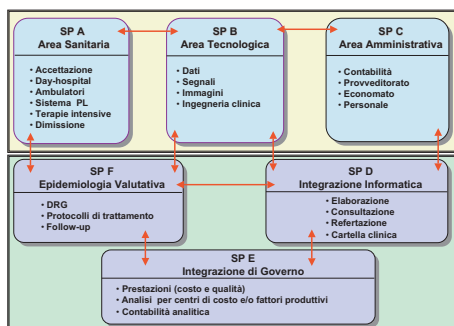 SP A
Area Sanitaria
• Accettazione
• Day-hospital
• Ambulatori
• Sistema PL
• Terapie intensive
• Dimissione
SP B
Area Tecnologica
• Dati
• Segnali
• Immagini
• Ingegneria clinica
SP C
Area Amministrativa
• Contabilità
• Provveditorato
• Economato
• Personale
SP F
Epidemiologia Valutativa
• DRG
• Protocolli di trattamento
• Follow-up
SP D
Integrazione Informatica
• Elaborazione
• Consultazione
• Refertazione
• Cartella clinica
SP E
Integrazione di Governo
• Prestazioni (costo e qualità)
• Analisi per centri di costo e/o fattori produttivi
• Contabilità analitica